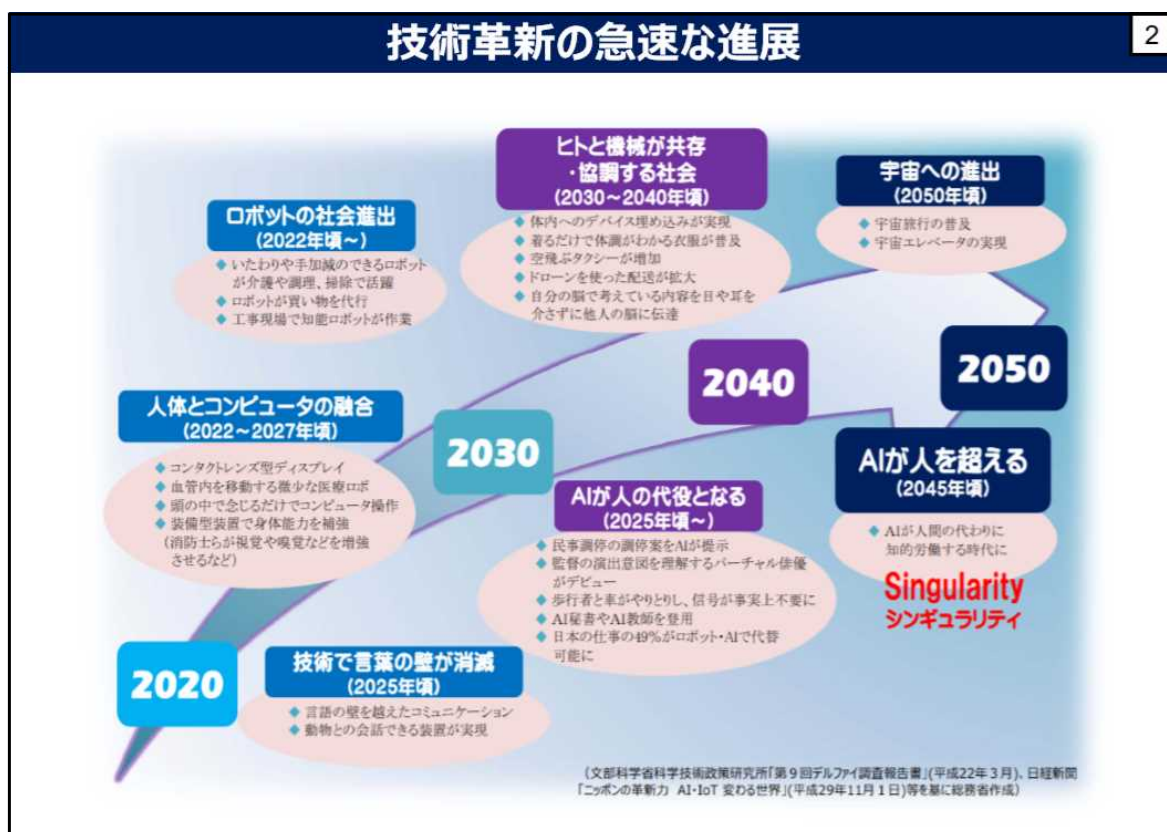 技術革新の急速な進展
2
ロボットの社会進出
(2022年頃～)
◆ いたわりや手加減のできるロボット
が介護や調理、掃除で活躍
◆ ロボットが買い物を代行
◆ 工事現場で知能ロボットが作業
ヒトと機械が共存
・協調する社会
(2030～2040年頃)
◆ 体内へのデバイス埋め込みが実現
◆ 着るだけで体調がわかる衣服が普及
◆ 空飛ぶタクシーが増加
◆ ドローンを使った配送が拡大
◆ 自分の脳で考えている内容を目や耳を
介さずに他人の脳に伝達
宇宙への進出
(2050年頃)
◆ 宇宙旅行の普及
◆ 宇宙エレベータの実現
人体とコンピュータの融合
(2022～2027年頃)
◆ コンタクトレンズ型ディスプレイ
◆ 血管内を移動する微少な医療ロボ
◆ 頭の中で念じるだけでコンピュータ操作
◆ 装備型装置で身体能力を補強
(消防士らが視覚や嗅覚などを増強
させるなど)
2030
2040
2050
AIが人の代役となる
(2025年頃～)
◆ 民事調停の調停案をAIが提示
◆ 監督の演出意図を理解するバーチャル俳優
がデビュー
◆ 歩行者と車がやりとりし、信号が事実上不要に
◆ AI秘書やAI教師を登用
◆ 日本の仕事の49%がロボット・AIで代替
可能に
AIが人を超える
(2045年頃)
◆ AIが人間の代わりに
知的労働する時代に
Singularity
シンギュラリティ
2020
技術で言葉の壁が消滅
(2025年頃)
◆ 言語の壁を越えたコミュニケーション
◆ 動物との会話できる装置が実現
(文部科学省科学技術政策研究所「第９回デルファイ調査報告書」(平成22年３月)、日経新聞
「ニッポンの革新力 AI・IoT 変わる世界」(平成29年11月１日)等を基に総務省作成)